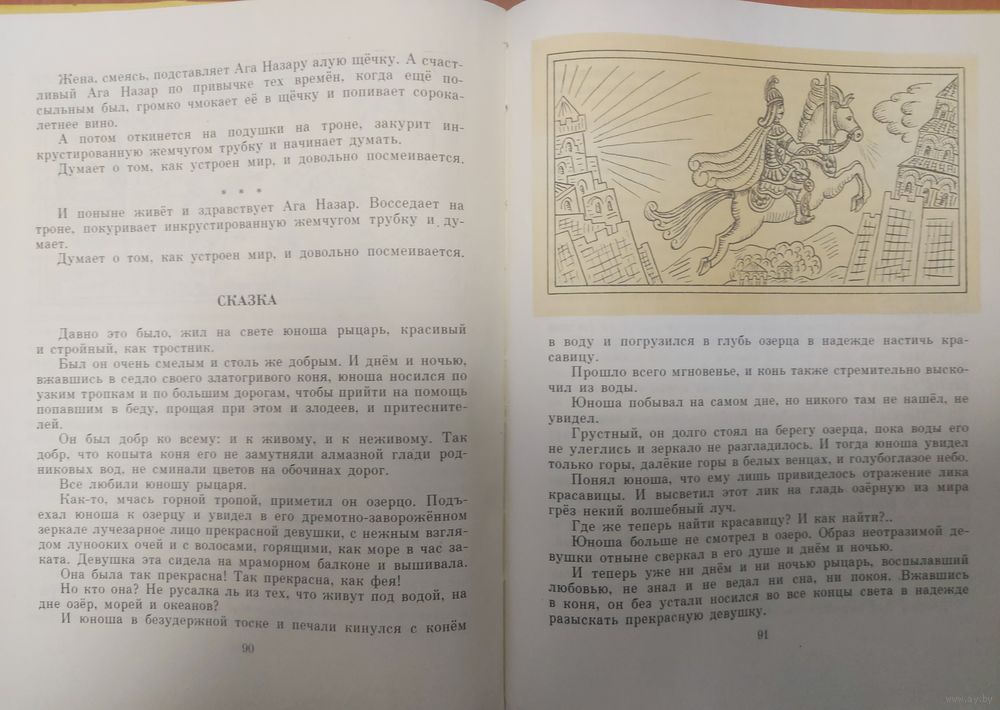 Жена, смеясь, подставляет Ага Назару алую щёчку. А счаст-
ливый Ага Назар по привычке тех времён, когда ещё по-
сыльным был, громко чмокает её в щёчку и попивает сорока-
летнее вино.
А потом откинется на подушки на троне, закурит ин-
крустированную жемчугом трубку и начинает думать.
Думает о том, как устроен мир, и довольно посмеивается.
* * *
И поныне живёт и здравствует Ага Назар. Восседает на
троне, покуривает инкрустированную жемчугом трубку и ду-
мает.
Думает о том, как устроен мир, и довольно посмеивается.
СКАЗКА
Давно это было, жил на свете юноша рыцарь, красивый
и стройный, как тростник.
Был он очень смелым и столь же добрым. И днём и ночью,
вжавшись в седло своего златогривого коня, юноша носился по
узким тропкам и по большим дорогам, чтобы прийти на помощь
попавшим в беду, прощая при этом и злодеев, и притесните-
лей.
Он был добр ко всему: и к живому, и к неживому. Так
добр, что копыта коня его не замутняли алмазной глади род-
никовых вод, не сминали цветов на обочинах дорог.
Все любили юношу рыцаря.
Как-то, мчась горной тропой, приметил он озерцо. Подъ-
ехал юноша к озерцу и увидел в его дремотно-заворожённом
зеркале лучезарное лицо прекрасной девушки, с нежным взгля-
дом лунооких очей и с волосами, горящими, как море в час за-
ката. Девушка эта сидела на мраморном балконе и вышивала.
Она была так прекрасна! Так прекрасна, как фея!
Но кто она? Не русалка ль из тех, что живут под водой, на
дне озёр, морей и океанов?
И юноша в безудержной тоске и печали кинулся с конём
90
в воду и погрузился в глубь озерца в надежде настичь кра-
савицу.
Прошло всего мгновенье, и конь также стремительно выско-
чил из воды.
Юноша побывал на самом дне, но никого там не нашёл, не
увидел.
Грустный, он долго стоял на берегу озерца, пока воды его
не улеглись и зеркало не разгладилось. И тогда юноша увидел
только горы, далёкие горы в белых венцах, и голубоглазое небо.
Понял юноша, что ему лишь привиделось отражение лика
красавицы. И высветил этот лик на гладь озёрную из мира
грёз некий волшебный луч.
Где же теперь найти красавицу? И как найти?..
Юноша больше не смотрел в озеро. Образ неотразимой де-
вушки отныне сверкал в его душе и днём и ночью.
И теперь уже ни днём и ни ночью рыцарь, воспылавший
любовью, не знал и не ведал ни сна, ни покоя. Вжавшись
в коня, он без устали носился во все концы света в надежде
разыскать прекрасную девушку.
91
www.ay.by